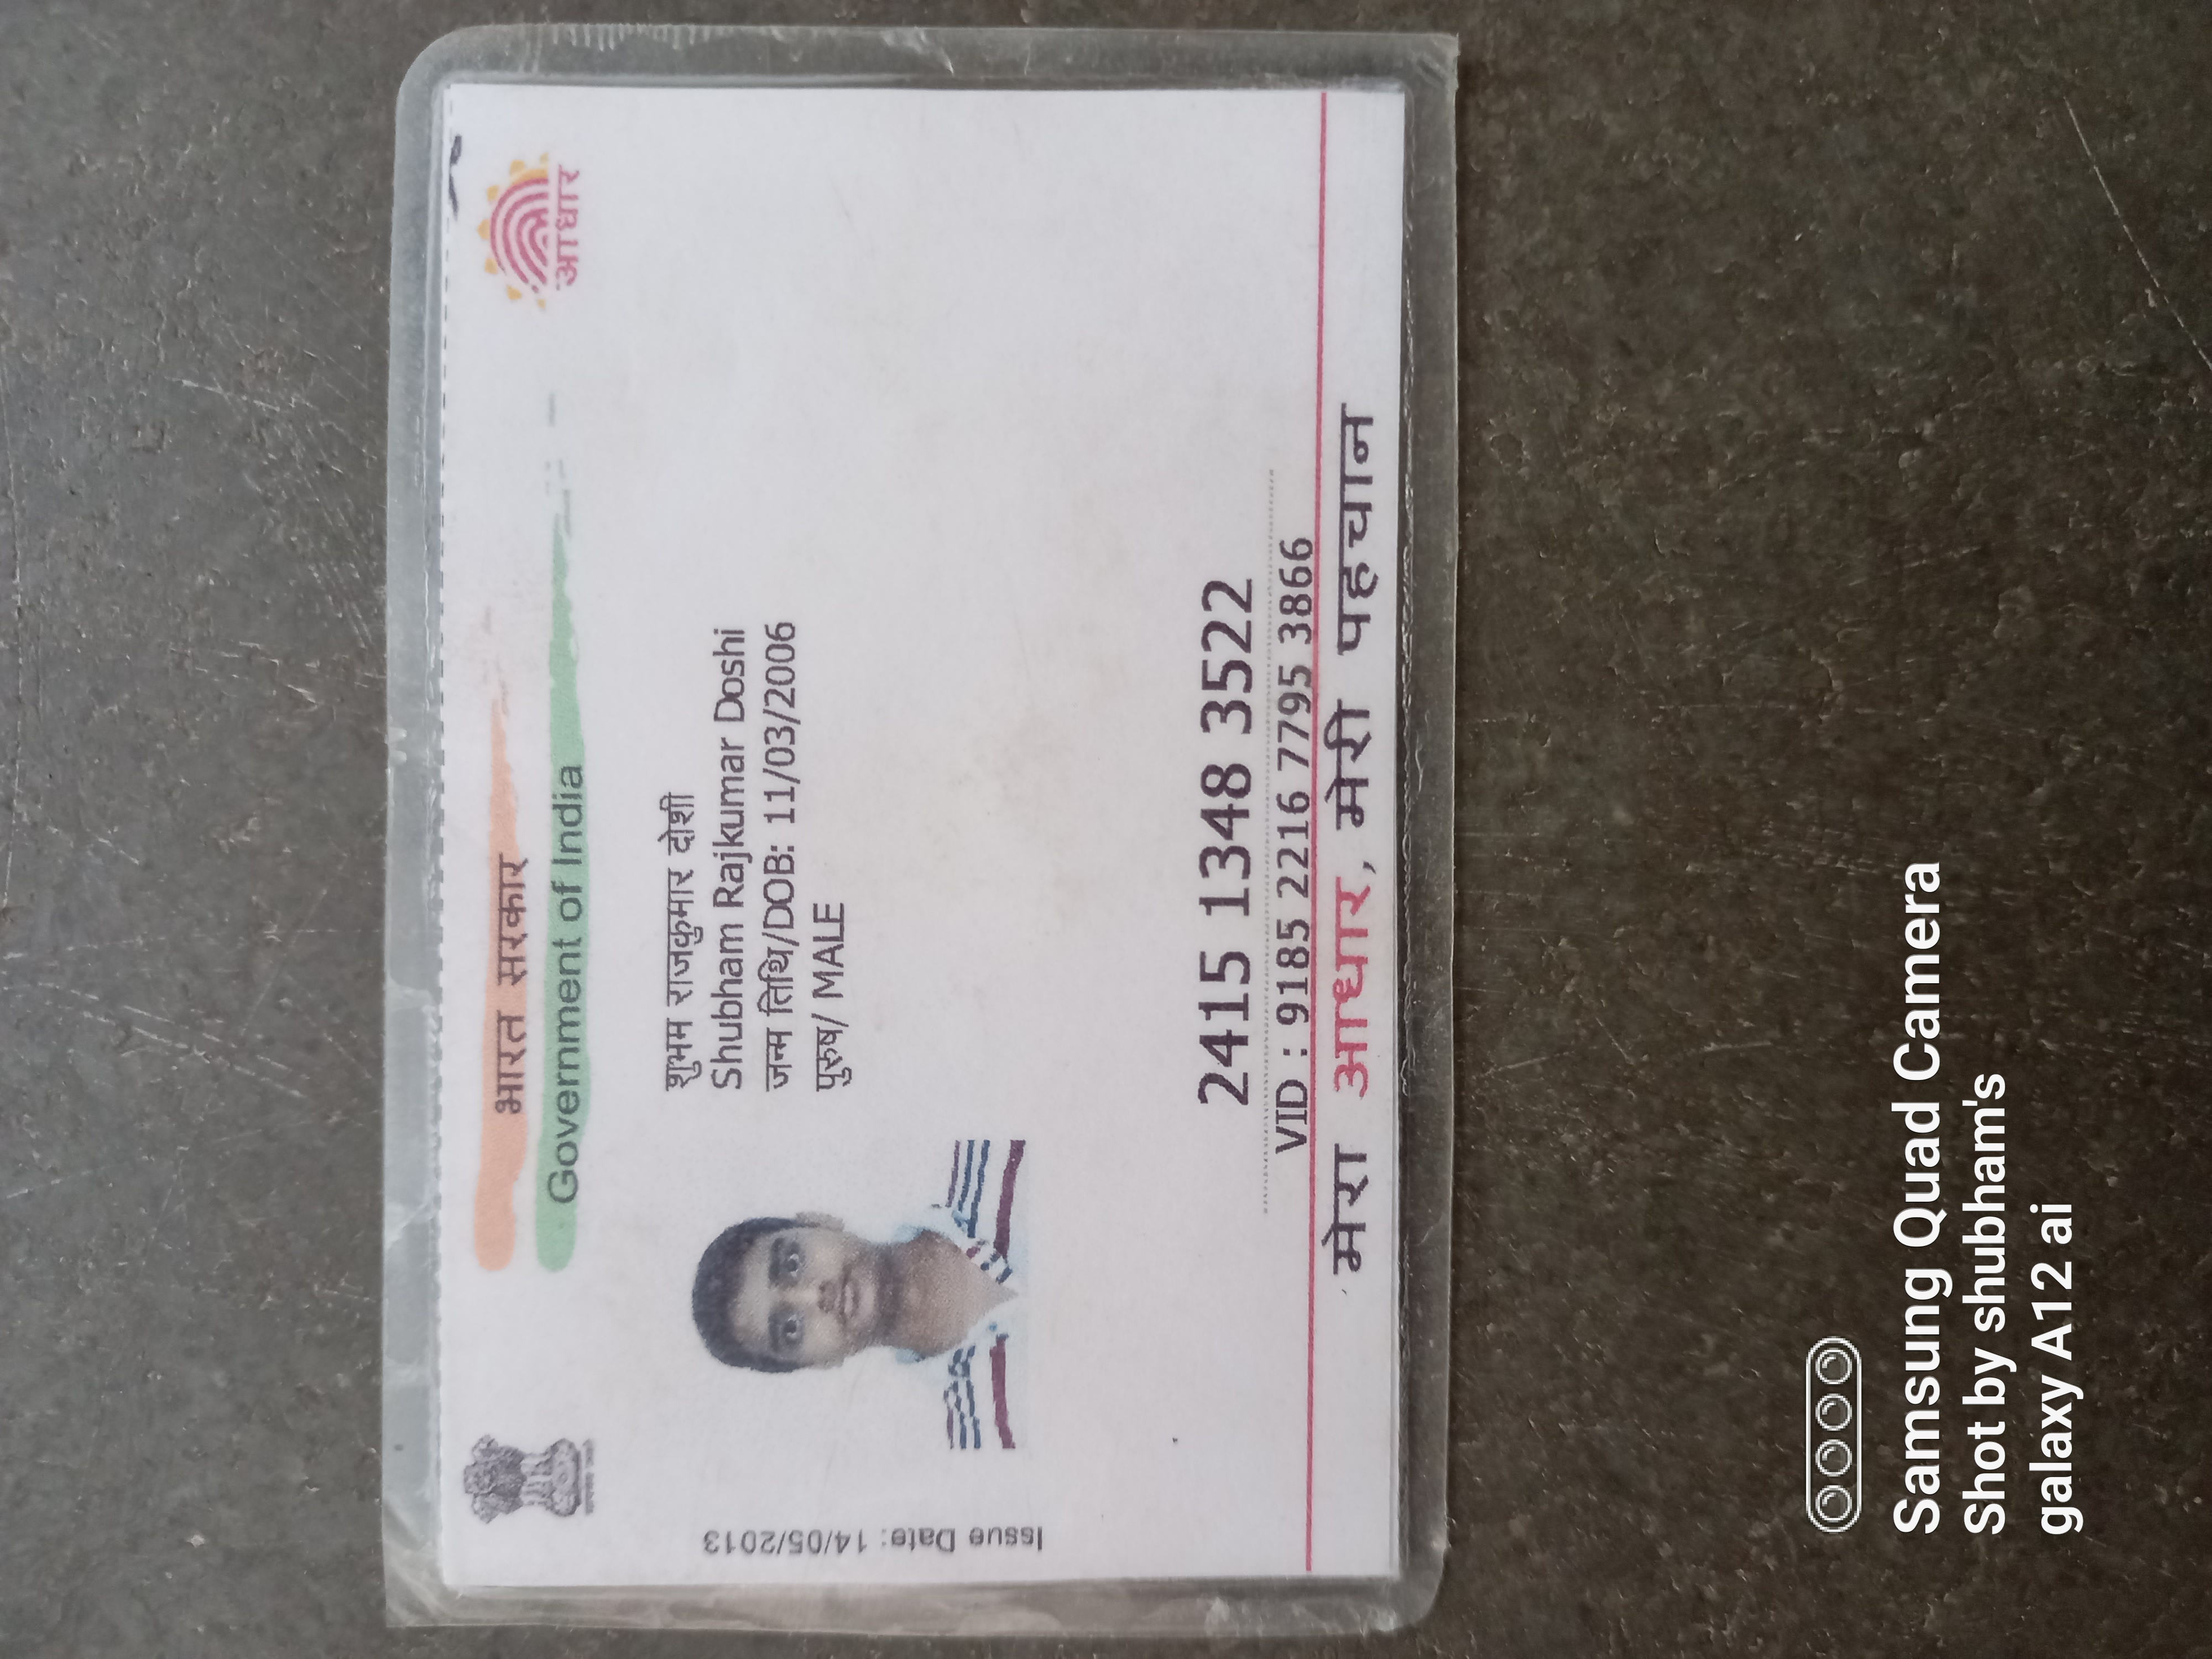 भारत सरकार
Government of India
आधार
Issue Date: 14/05/2013
शुभम राजकुमार दोशी
Shubham Rajkumar Doshi
जन्म तिथि/DOB: 11/03/2006
पुरुष/ MALE
2415 1348 3522
VID : 9185 2216 7795 3866
मेरा आधार, मेरी पहचान
Samsung Quad Camera
Shot by shubham's
galaxy A12 ai